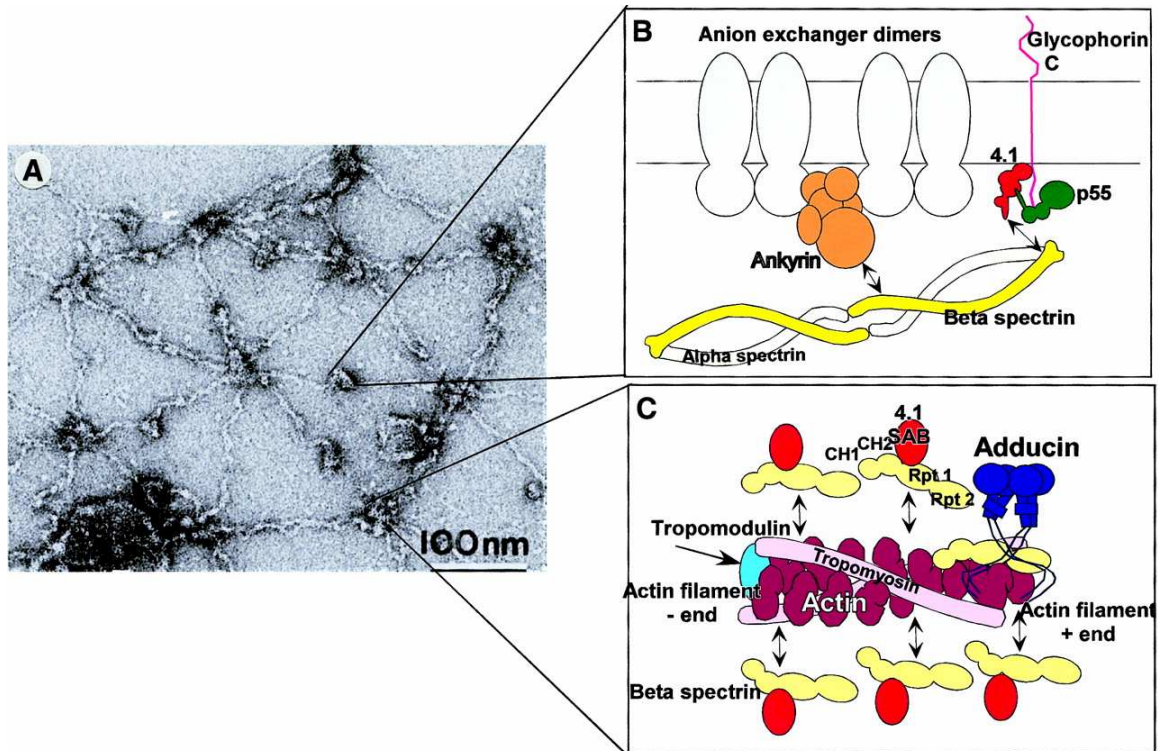 A
100nm
B
Anion exchanger dimers
Glycophorin
C
4.1
p55
Ankyrin
Beta spectrin
Alpha spectrin
C
4.1
SAB
CH1
CH2
Rpt 1
Rpt 2
Adducin
Tropomodulin
Tropomyosin
Actin filament
- end
Actin
Actin filament
+ end
Beta spectrin